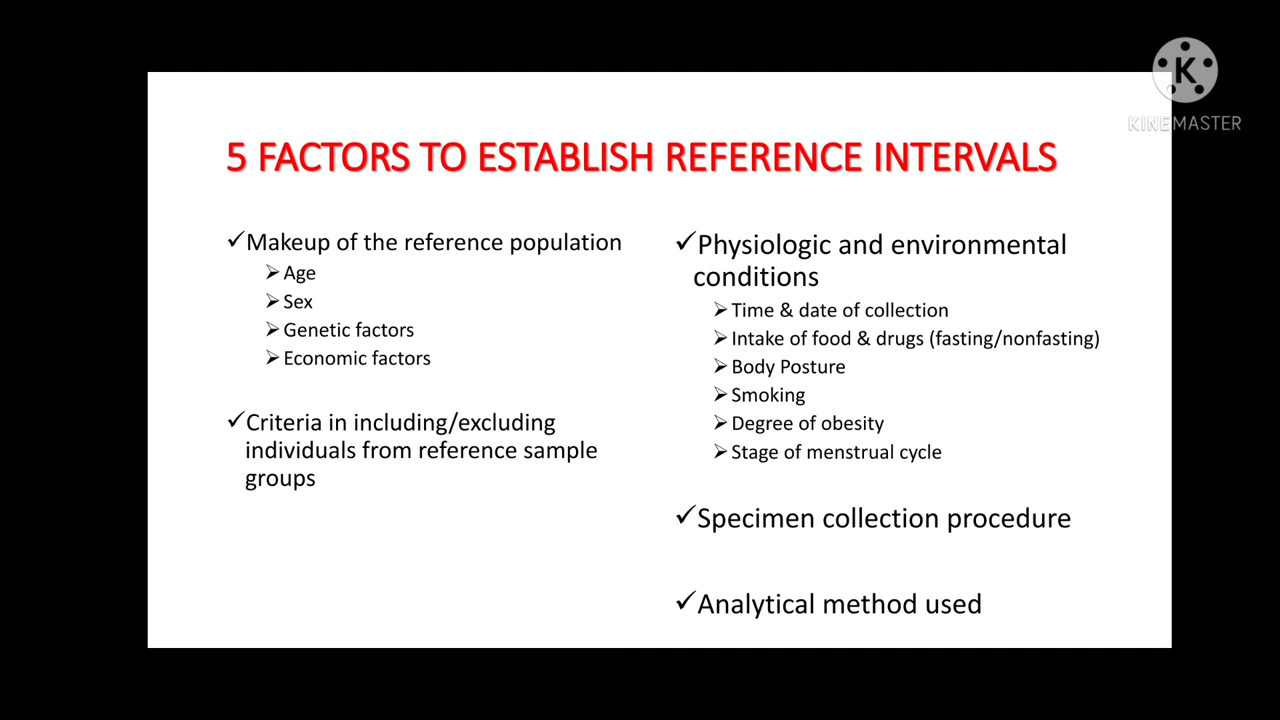 K
KINEMASTER
5 FACTORS TO ESTABLISH REFERENCE INTERVALS
✓Makeup of the reference population
➢Age
➢Sex
➢Genetic factors
➢Economic factors
✓Criteria in including/excluding
individuals from reference sample
groups
✓Physiologic and environmental
conditions
➢Time & date of collection
➢Intake of food & drugs (fasting/nonfasting)
➢Body Posture
➢Smoking
➢Degree of obesity
➢Stage of menstrual cycle
✓Specimen collection procedure
✓Analytical method used